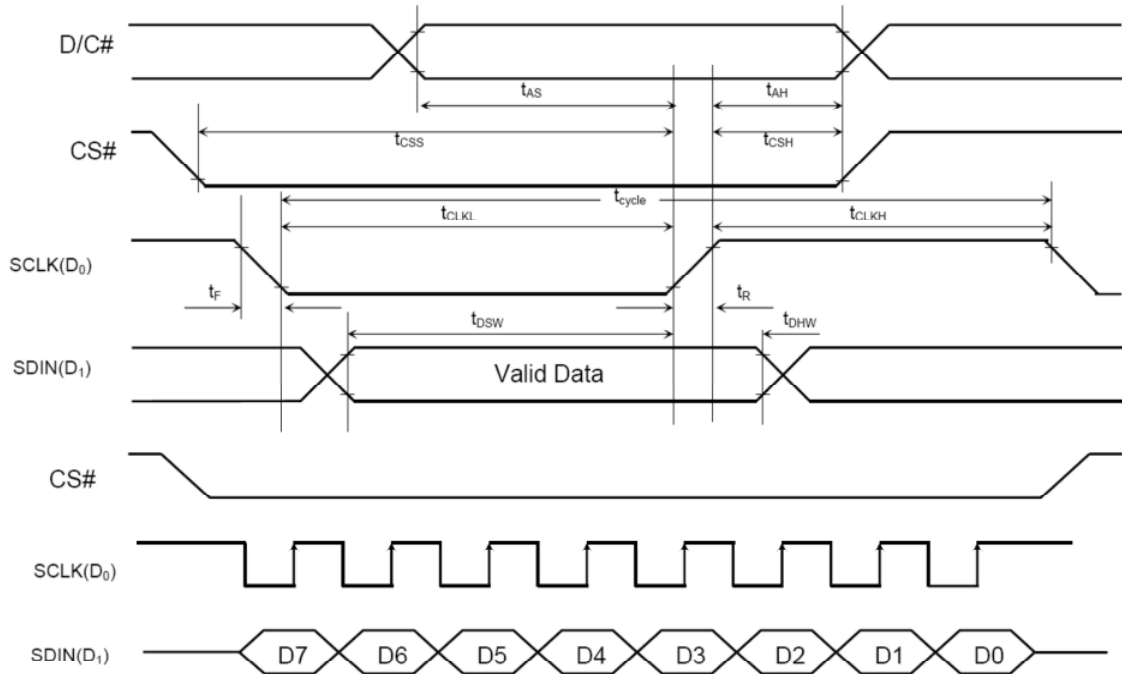 D/C#
tAS
tAH
tCSS
tCSH
CS#
tcycle
tCLKL
tCLKH
SCLK(D0)
tF
tR
tDSW
tDHW
SDIN(D1)
Valid Data
CS#
SCLK(D0)
SDIN(D1)
D7 D6 D5 D4 D3 D2 D1 D0